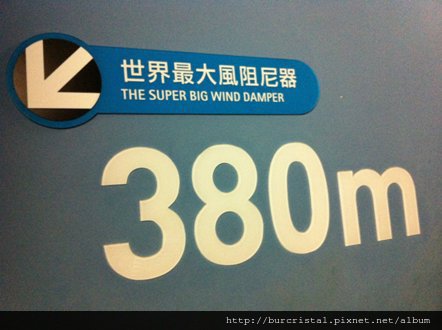 世界最大風阻尼器
THE SUPER BIG WIND DAMPER
380m
http://burcristal.pixnet.net/album